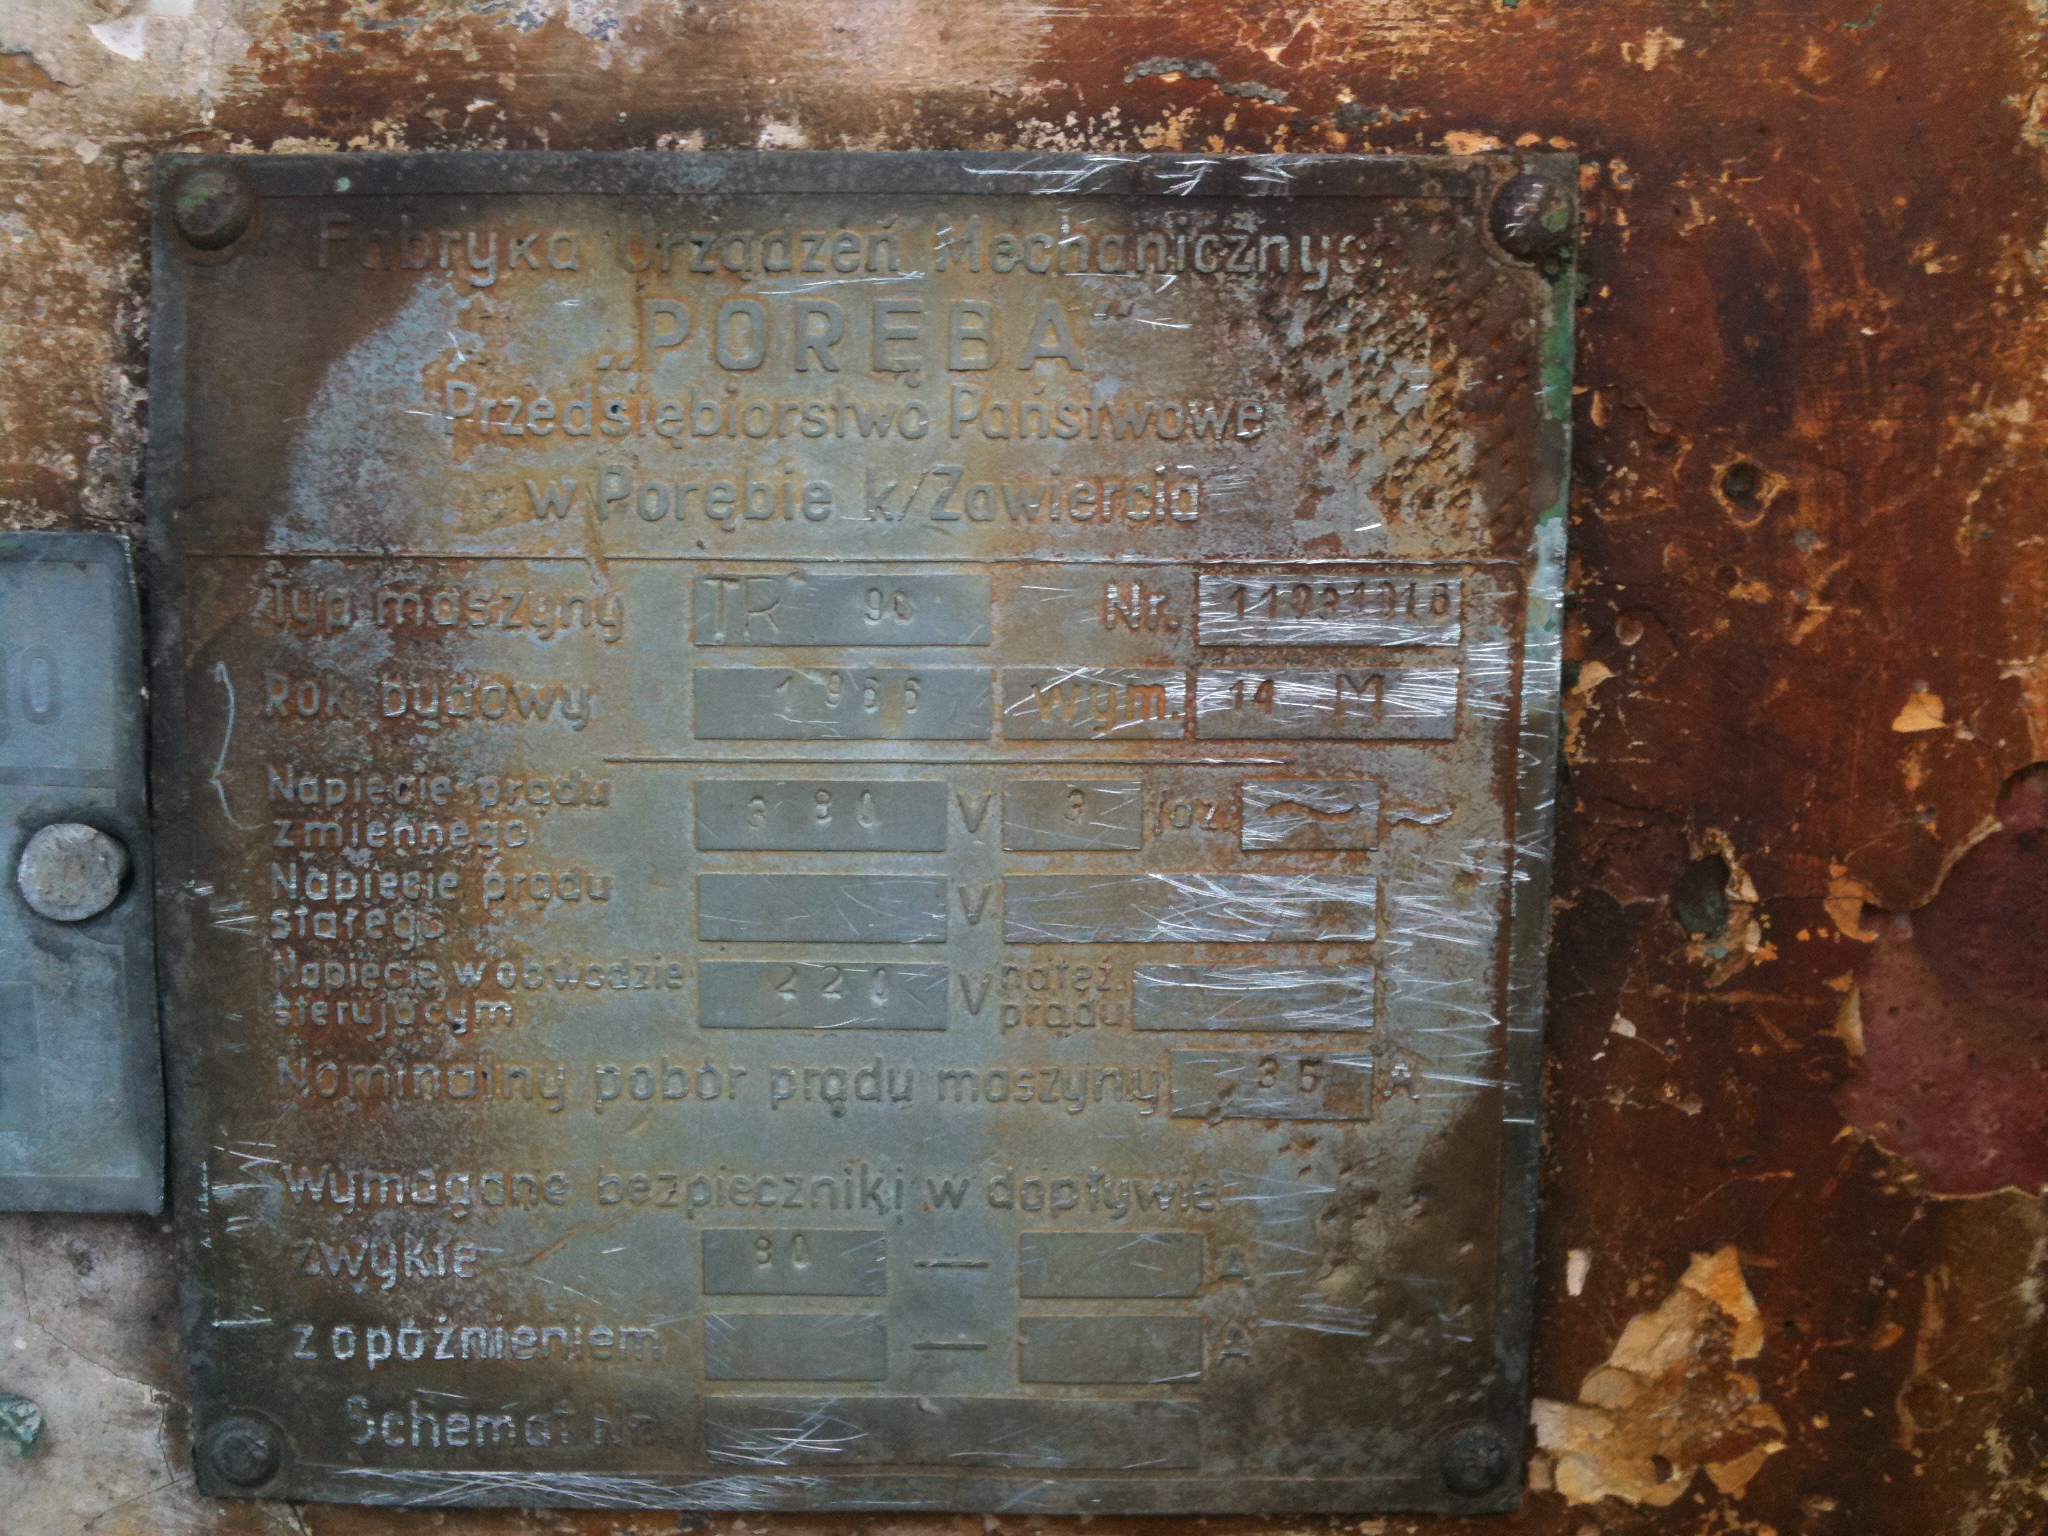 Fabryka Urządzeń Mechanicznych
„PORĘBA"
Przedsiębiorstwo Państwowe
w Porębie k/Zawiercia
Typ maszyny TR 90 Nr.
Rok budowy 1966 wym. 14 M
Napięcie prądu zmiennego 380 V 3 faz. ~
Napięcie prądu stałego V
Napięcie w obwodzie sterującym 220 V natęż. prądu
Nominalny pobór prądu maszyny 35 A
Wymagane bezpieczniki w dopływie
zwykłe 80 — A
z opóźnieniem — A
Schemat Nr.